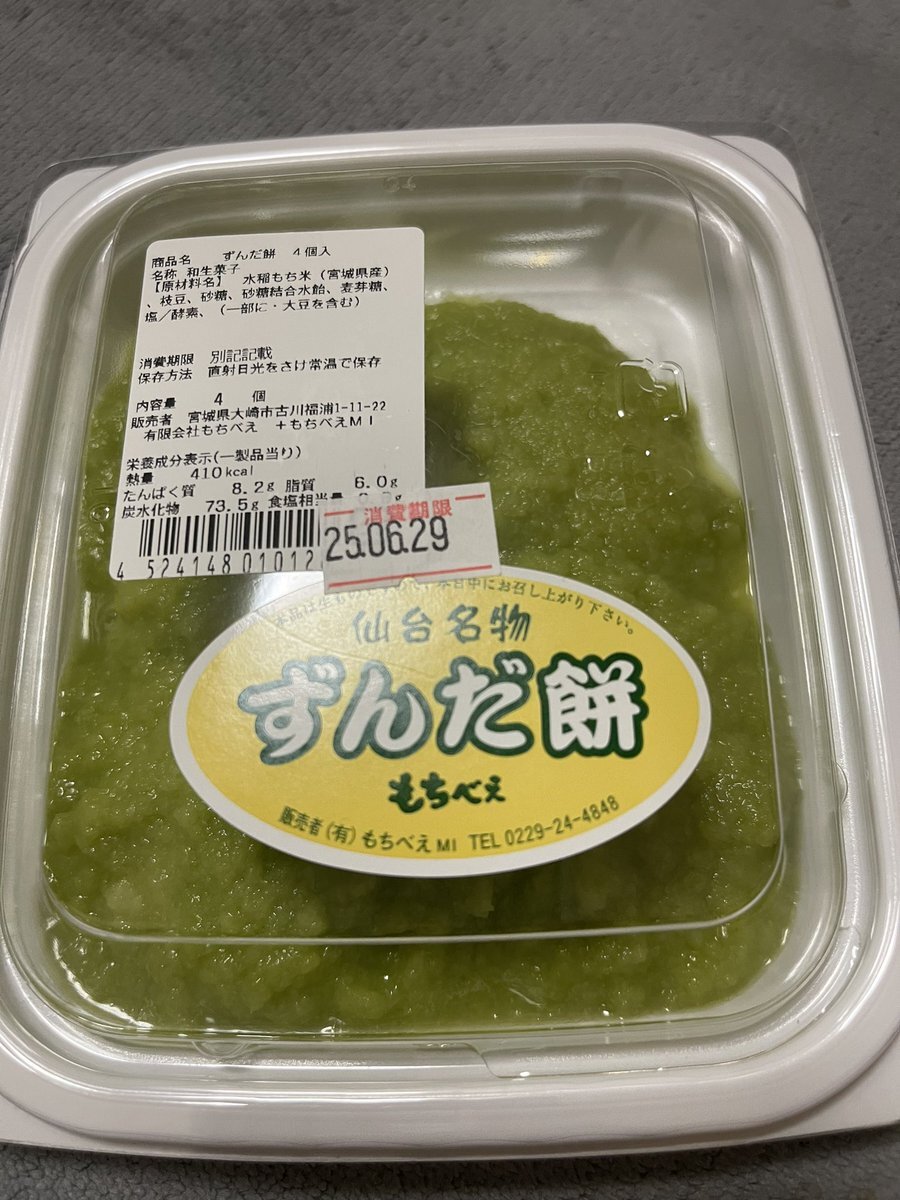 商品名 ずんだ餅 4個入
名称 和生菓子
【原材料名】 水稲もち米（宮城県産）
、枝豆、砂糖、砂糖結合水飴、麦芽糖、
塩／酵素、（一部に・大豆を含む）
消費期限 別記記載
保存方法 直射日光をさけ常温で保存
内容量 4 個
販売者 宮城県大崎市古川福浦1-11-22
有限会社もちべえ +もちべえMI
栄養成分表示(一製品当り)
熱量 410kcal
たんぱく質 8.2g 脂質 6.0g
炭水化物 73.5g 食塩相当量
4 524148 01012
消費期限
25.06.29
本品は生もの 本日中にお召し上がり下さい。
仙台名物
ずんだ餅
もちべえ
販売者(有)もちべえMI TEL 0229-24-4848